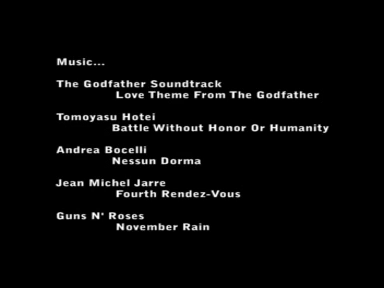 Music...
The Godfather Soundtrack
Love Theme From The Godfather
Tomoyasu Hotei
Battle Without Honor Or Humanity
Andrea Bocelli
Nessun Dorma
Jean Michel Jarre
Fourth Rendez-Vous
Guns N' Roses
November Rain